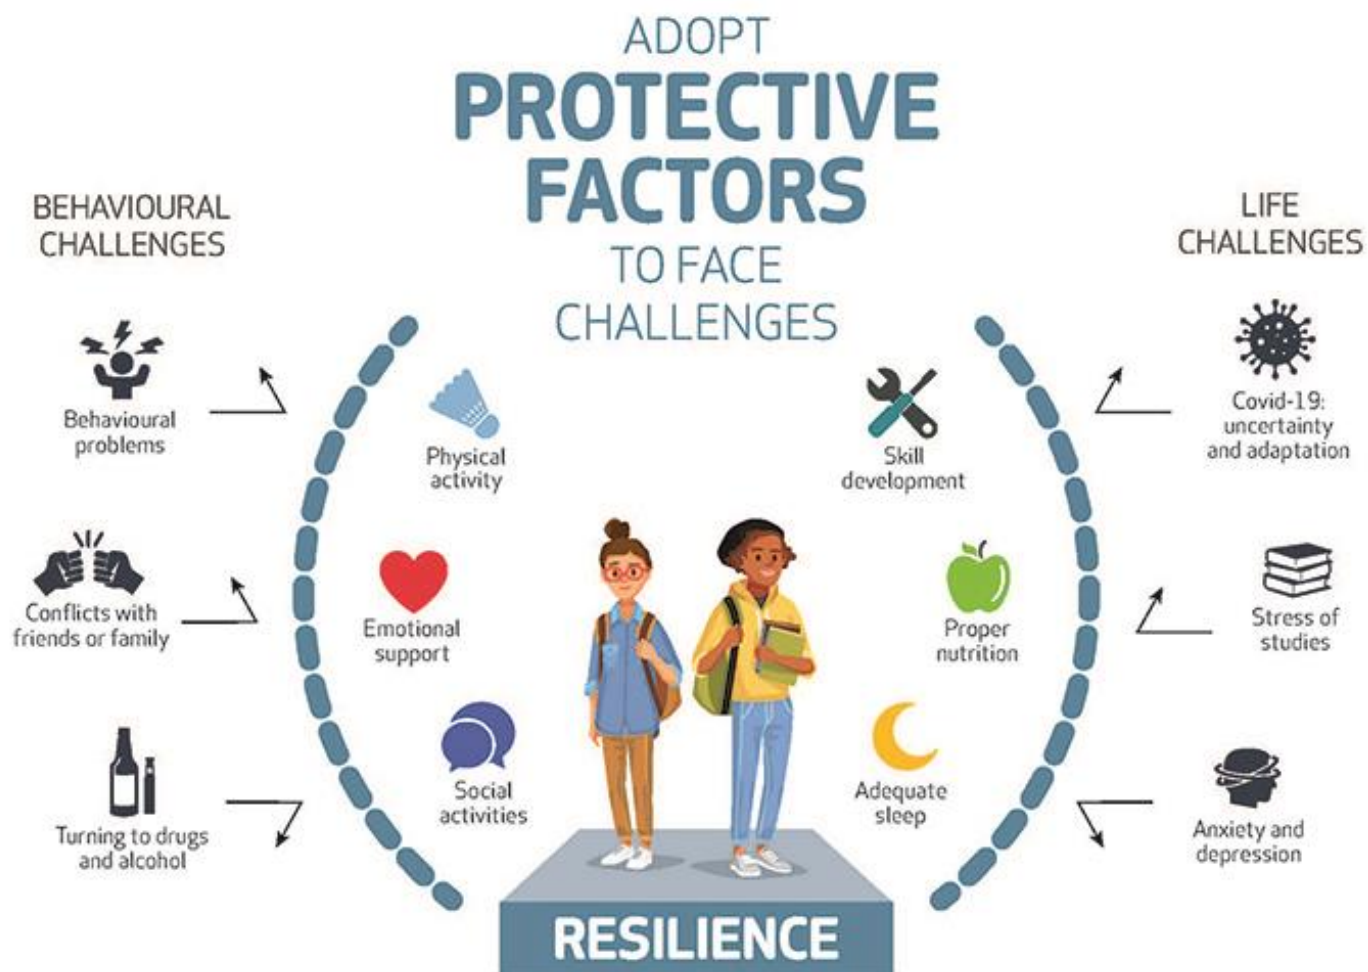 ADOPT
PROTECTIVE
FACTORS
TO FACE
CHALLENGES
BEHAVIOURAL
CHALLENGES
Behavioural
problems
Conflicts with
friends or family
Turning to drugs
and alcohol
Physical
activity
Emotional
support
Social
activities
Skill
development
Proper
nutrition
Adequate
sleep
LIFE
CHALLENGES
Covid-19:
uncertainty
and adaptation
Stress of
studies
Anxiety and
depression
RESILIENCE